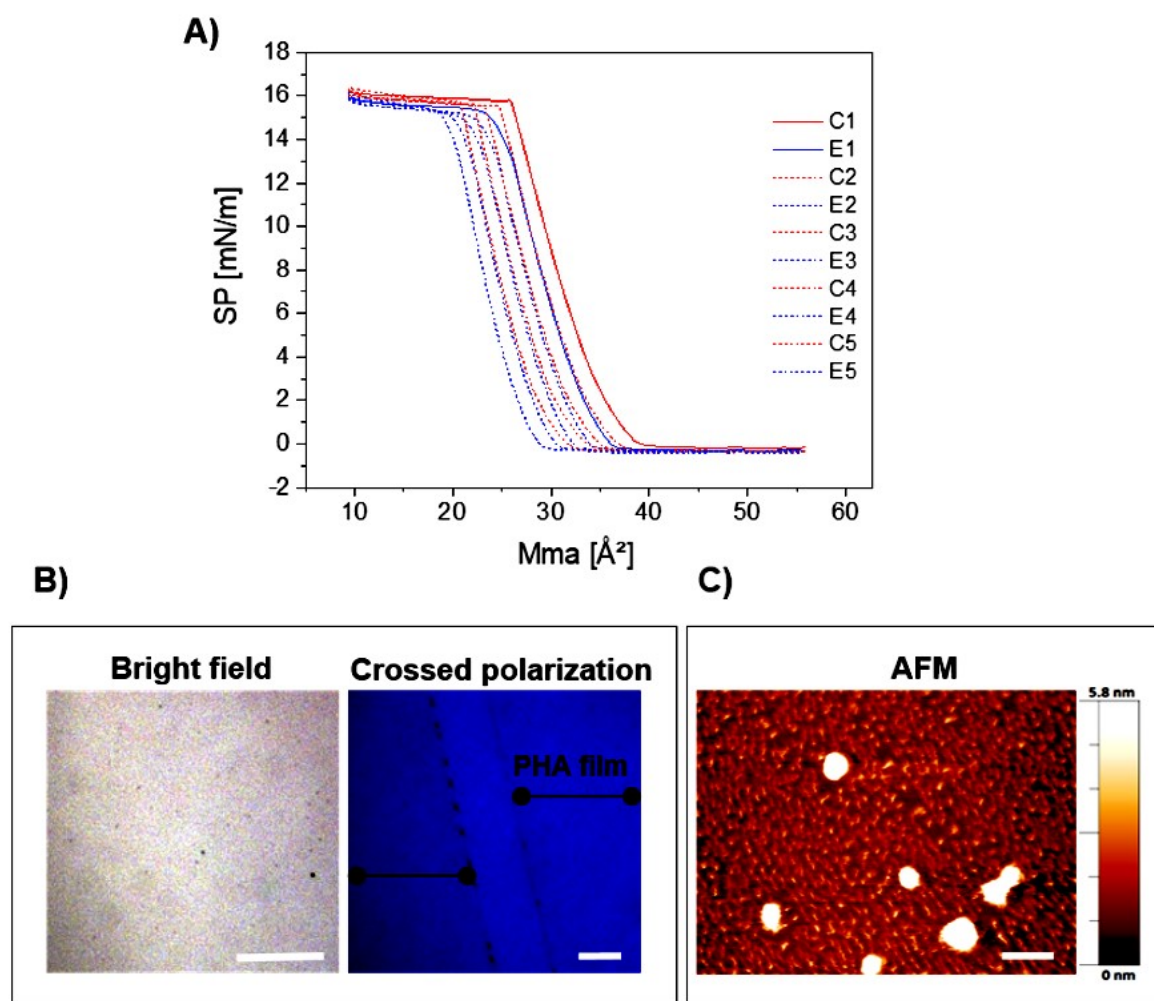 A)
18
16
14
12
10
8
6
4
2
0
-2
SP [mN/m]
10 20 30 40 50 60
Mma [Å²]
C1
E1
C2
E2
C3
E3
C4
E4
C5
E5
B)
Bright field
Crossed polarization
PHA film
C)
AFM
5.8 nm
0 nm